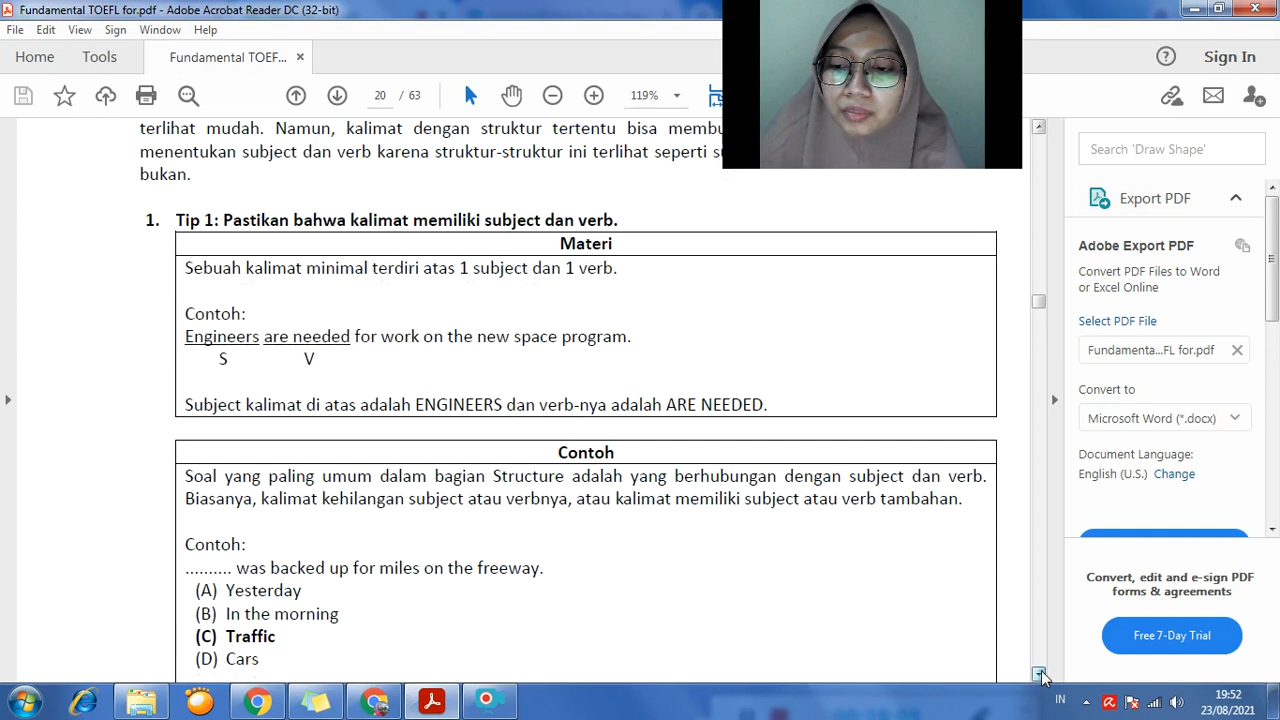 Fundamental TOEFL for.pdf - Adobe Acrobat Reader DC (32-bit)
File Edit View Sign Window Help
Home Tools Fundamental TOEF... × Sign In
20 / 63 119%
terlihat mudah. Namun, kalimat dengan struktur tertentu bisa
menentukan subject dan verb karena struktur-struktur ini terlihat seperti
bukan.
1. Tip 1: Pastikan bahwa kalimat memiliki subject dan verb.
Materi
Sebuah kalimat minimal terdiri atas 1 subject dan 1 verb.
Contoh:
Engineers are needed for work on the new space program.
S V
Subject kalimat di atas adalah ENGINEERS dan verb-nya adalah ARE NEEDED.
Contoh
Soal yang paling umum dalam bagian Structure adalah yang berhubungan dengan subject dan verb.
Biasanya, kalimat kehilangan subject atau verbnya, atau kalimat memiliki subject atau verb tambahan.
Contoh:
.......... was backed up for miles on the freeway.
(A) Yesterday
(B) In the morning
(C) Traffic
(D) Cars
Search 'Draw Shape'
Export PDF
Adobe Export PDF
Convert PDF Files to Word
or Excel Online
Select PDF File
Fundamenta...FL for.pdf
Convert to
Microsoft Word (*.docx)
Document Language:
English (U.S.) Change
Convert, edit and e-sign PDF
forms & agreements
Free 7-Day Trial
IN
19:52
23/08/2021